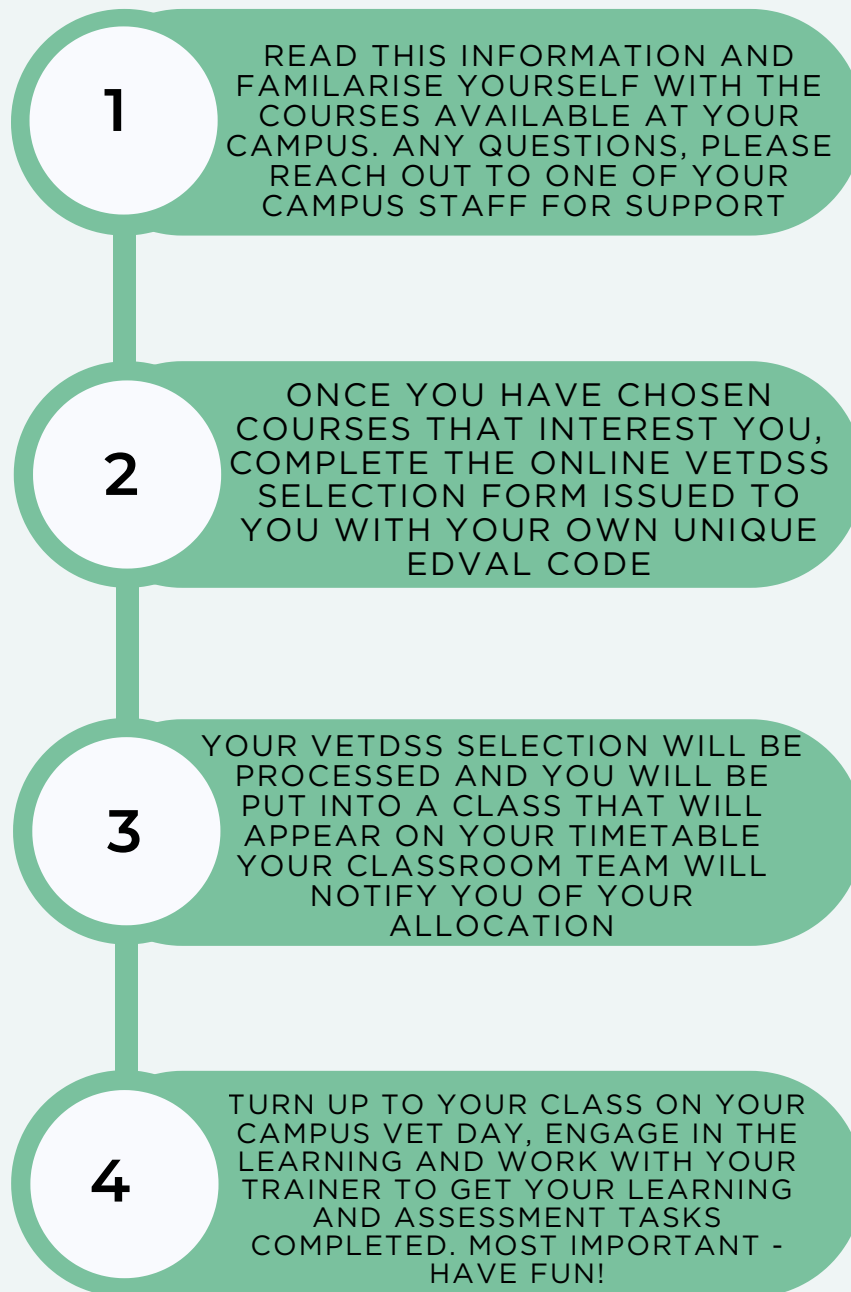 1
READ THIS INFORMATION AND
FAMILARISE YOURSELF WITH THE
COURSES AVAILABLE AT YOUR
CAMPUS. ANY QUESTIONS, PLEASE
REACH OUT TO ONE OF YOUR
CAMPUS STAFF FOR SUPPORT
2
ONCE YOU HAVE CHOSEN
COURSES THAT INTEREST YOU,
COMPLETE THE ONLINE VETDSS
SELECTION FORM ISSUED TO
YOU WITH YOUR OWN UNIQUE
EDVAL CODE
3
YOUR VETDSS SELECTION WILL BE
PROCESSED AND YOU WILL BE
PUT INTO A CLASS THAT WILL
APPEAR ON YOUR TIMETABLE
YOUR CLASSROOM TEAM WILL
NOTIFY YOU OF YOUR
ALLOCATION
4
TURN UP TO YOUR CLASS ON YOUR
CAMPUS VET DAY, ENGAGE IN THE
LEARNING AND WORK WITH YOUR
TRAINER TO GET YOUR LEARNING
AND ASSESSMENT TASKS
COMPLETED. MOST IMPORTANT -
HAVE FUN!